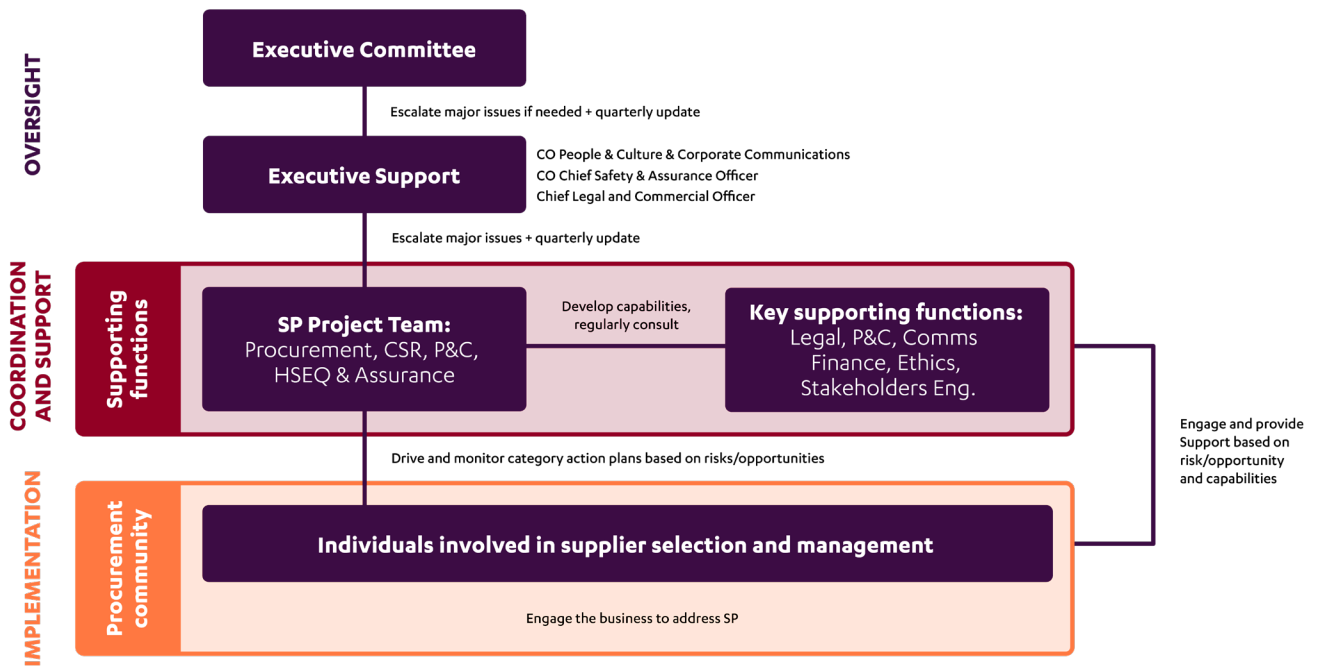 OVERSIGHT
Executive Committee
Escalate major issues if needed + quarterly update
Executive Support
CO People & Culture & Corporate Communications
CO Chief Safety & Assurance Officer
Chief Legal and Commercial Officer
Escalate major issues + quarterly update
COORDINATION
AND SUPPORT
Supporting
functions
SP Project Team:
Procurement, CSR, P&C,
HSEQ & Assurance
Develop capabilities,
regularly consult
Key supporting functions:
Legal, P&C, Comms
Finance, Ethics,
Stakeholders Eng.
Engage and provide
Support based on
risk/opportunity
and capabilities
Drive and monitor category action plans based on risks/opportunities
IMPLEMENTATION
Procurement
community
Individuals involved in supplier selection and management
Engage the business to address SP